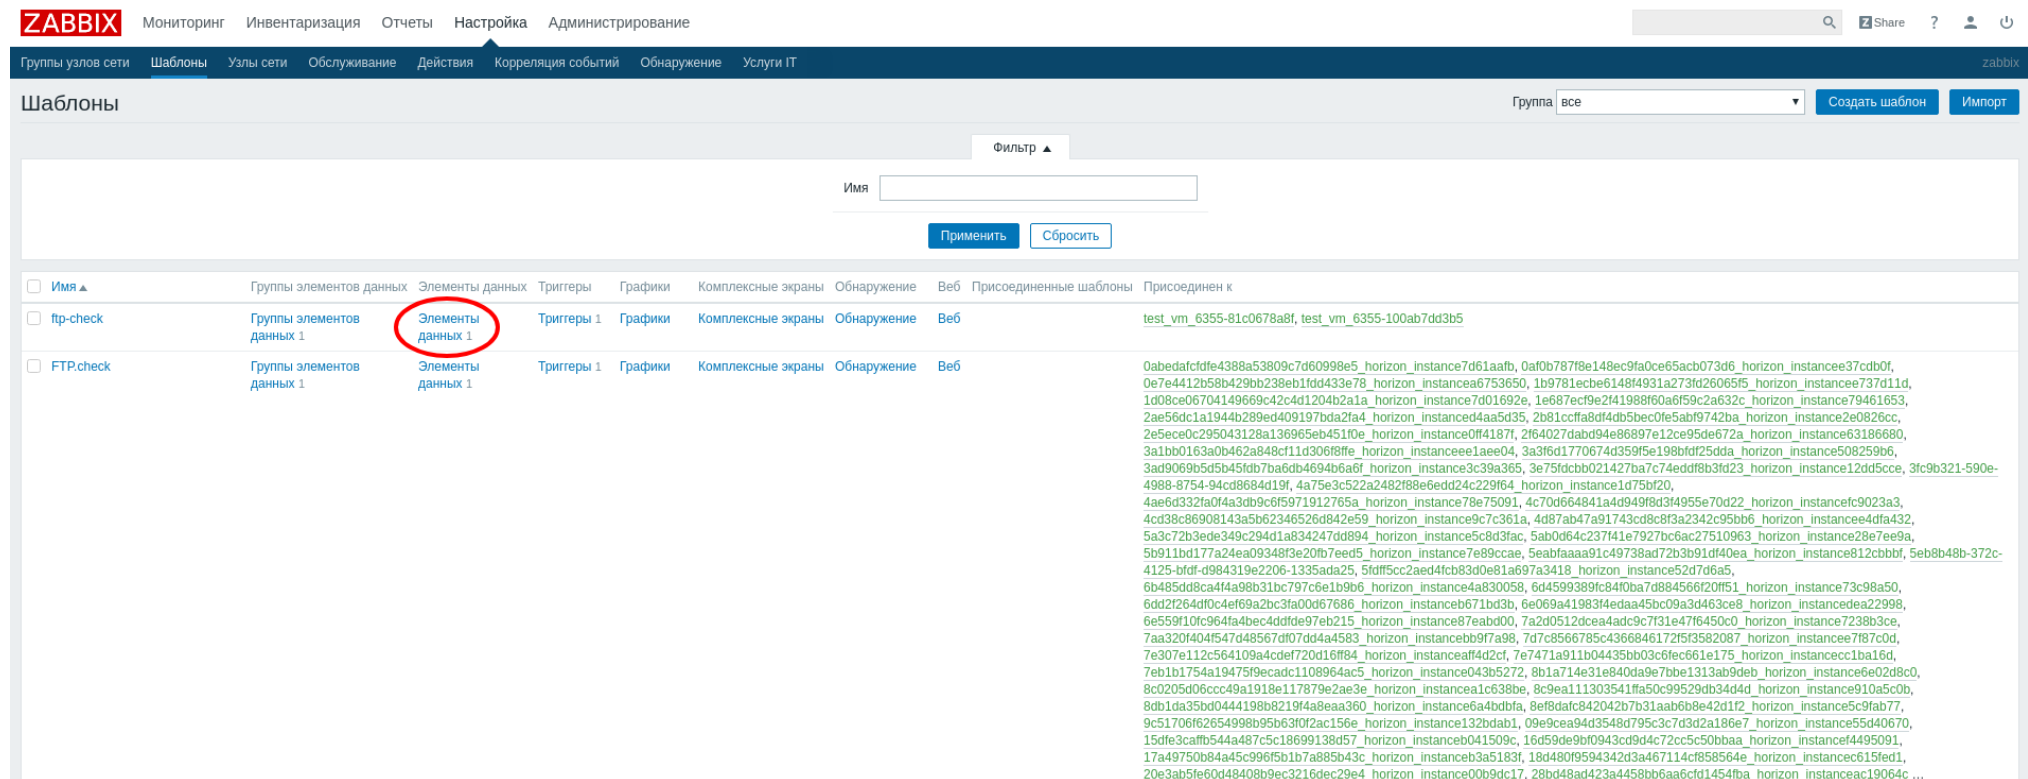 ZABBIX Мониторинг Инвентаризация Отчеты Настройка Администрирование Share ?
Группы узлов сети Шаблоны Узлы сети Обслуживание Действия Корреляция событий Обнаружение Услуги IT zabbix
Шаблоны Группа все Создать шаблон Импорт
Фильтр
Имя
Применить Сбросить
Имя Группы элементов данных Элементы данных Триггеры Графики Комплексные экраны Обнаружение Веб Присоединенные шаблоны Присоединен к
ftp-check Группы элементов Элементы Триггеры 1 Графики Комплексные экраны Обнаружение Веб test_vm_6355-81c0678a8f, test_vm_6355-100ab7dd3b5
данных 1 данных 1
FTP.check Группы элементов Элементы Триггеры 1 Графики Комплексные экраны Обнаружение Веб 0abedafcfdfe4388a53809c7d60998e5_horizon_instance7d61aafb, 0af0b787f8e148ec9fa0ce65acb073d6_horizon_instancee37cdb0f,
данных 1 данных 1 0e7e4412b58b429bb238eb1fdd433e78_horizon_instancea6753650, 1b9781ecbe6148f4931a273fd26065f5_horizon_instancee737d11d,
1d08ce06704149669c42c4d1204b2a1a_horizon_instance7d01692e, 1e687ecf9e2f41988f60a6f59c2a632c_horizon_instance79461653,
2ae56dc1a1944b289ed409197bda2fa4_horizon_instanced4aa5d35, 2b81ccffa8df4db5bec0fe5abf9742ba_horizon_instance2e0826cc,
2e5ece0c295043128a136965eb451f0e_horizon_instance0ff4187f, 2f64027dabd94e86897e12ce95de672a_horizon_instance63186680,
3a1bb0163a0b462a848cf11d306f8ffe_horizon_instanceee1aee04, 3a3f6d1770674d359f5e198bfdf25dda_horizon_instance508259b6,
3ad9069b5d5b45fdb7ba6db4694b6a6f_horizon_instance3c39a365, 3e75fdcbb021427ba7c74eddf8b3fd23_horizon_instance12dd5cce, 3fc9b321-590e-
4988-8754-94cd8684d19f, 4a75e3c522a2482f88e6edd24c229f64_horizon_instance1d75bf20,
4ae6d332fa0f4a3db9c6f5971912765a_horizon_instance78e75091, 4c70d664841a4d949f8d3f4955e70d22_horizon_instancefc9023a3,
4cd38c86908143a5b62346526d842e59_horizon_instance9c7c361a, 4d87ab47a91743cd8c8f3a2342c95bb6_horizon_instancee4dfa432,
5a3c72b3ede349c294d1a834247dd894_horizon_instance5c8d3fac, 5ab0d64c237f41e7927bc6ac27510963_horizon_instance28e7ee9a,
5b911bd177a24ea09348f3e20fb7eed5_horizon_instance7e89ccae, 5eabfaaaa91c49738ad72b3b91df40ea_horizon_instance812cbbbf, 5eb8b48b-372c-
4125-bfdf-d984319e2206-1335ada25, 5fdff5cc2aed4fcb83d0e81a697a3418_horizon_instance52d7d6a5,
6b485dd8ca4f4a98b31bc797c6e1b9b6_horizon_instance4a830058, 6d4599389fc84f0ba7d884566f20ff51_horizon_instance73c98a50,
6dd2f264df0c4ef69a2bc3fa00d67686_horizon_instanceb671bd3b, 6e069a41983f4edaa45bc09a3d463ce8_horizon_instancedea22998,
6e559f10fc964fa4bec4ddfde97eb215_horizon_instance87eabd00, 7a2d0512dcea4adc9c7f31e47f6450c0_horizon_instance7238b3ce,
7aa320f404f547d48567df07dd4a4583_horizon_instancebb9f7a98, 7d7c8566785c4366846172f5f3582087_horizon_instancee7f87c0d,
7e307e112c564109a4cdef720d16ff84_horizon_instanceaff4d2cf, 7e7471a911b04435bb03c6fec661e175_horizon_instancecc1ba16d,
7eb1b1754a19475f9ecadc1108964ac5_horizon_instance043b5272, 8b1a714e31e840da9e7bbe1313ab9deb_horizon_instance6e02d8c0,
8c0205d06ccc49a1918e117879e2ae3e_horizon_instancea1c638be, 8c9ea111303541ffa50c99529db34d4d_horizon_instance910a5c0b,
8db1da35bd0444198b8219f4a8eaa360_horizon_instance6a4bdbfa, 8ef8dafc842042b7b31aab6b8e42d1f2_horizon_instance5c9fab77,
9c51706f62654998b95b63f0f2ac156e_horizon_instance132bdab1, 09e9cea94d3548d795c3c7d3d2a186e7_horizon_instance55d40670,
15dfe3caffb544a487c5c18699138d57_horizon_instanceb041509c, 16d59de9bf0943cd9d4c72cc5c50bbaa_horizon_instancef4495091,
17a49750b84a45c996f5b1b7a885b43c_horizon_instanceb3a5183f, 18d480f9594342d3a467114cf858564e_horizon_instancec615fed1,
20e3ab5fe60d48408b9ec3216dec29e4_horizon_instance00b9dc17, 28bd48ad423a4458bb6aa6cfd1454fba_horizon_instanceac19064c ...